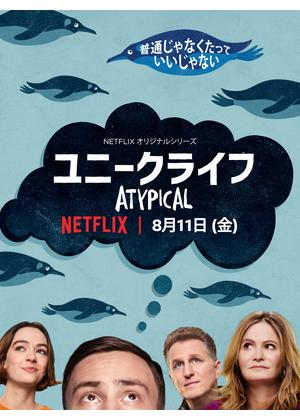 普通じゃなくたって
いいじゃない
NETFLIX オリジナルシリーズ
ユニークライフ
ATYPICAL
NETFLIX | 8月11日 (金)